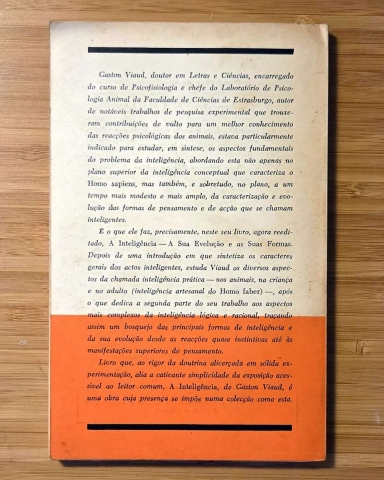 Gaston Viaud, doutor em Letras e Ciências, encarregado
do curso de Psicofisiologia e chefe do Laboratório de Psico-
logia Animal da Faculdade de Ciências de Estrasburgo, autor
de notáveis trabalhos de pesquisa experimental que trouxe-
ram contribuições de vulto para um melhor conhecimento
das reacções psicológicas dos animais, estava particularmente
indicado para estudar, em síntese, os aspectos fundamentais
do problema da inteligência, abordando esta não apenas no
plano superior da inteligência conceptual que caracteriza o
Homo sapiens, mas também, e sobretudo, no plano, a um
tempo mais modesto e mais amplo, da caracterização e evo-
lução das formas de pensamento e de acção que se chamam
inteligentes.
É o que ele faz, precisamente, neste seu livro, agora reedi-
tado, A Inteligência — A Sua Evolução e as Suas Formas.
Depois de uma introdução em que sintetiza os caracteres
gerais dos actos inteligentes, estuda Viaud os diversos aspec-
tos da chamada inteligência prática — nos animais, na criança
e no adulto (inteligência artesanal do Homo faber) —, após
o que dedica a segunda parte do seu trabalho aos aspectos
mais complexos da inteligência lógica e racional, traçando
assim um bosquejo das principais formas de inteligência e
da sua evolução desde as reacções quase instintivas até às
manifestações superiores do pensamento.
Livro que, ao rigor da doutrina alicerçada em sólida ex-
perimentação, alia a cativante simplicidade da exposição aces-
sível ao leitor comum, A Inteligência, de Gaston Viaud, é
uma obra cuja presença se impõe numa colecção como esta.